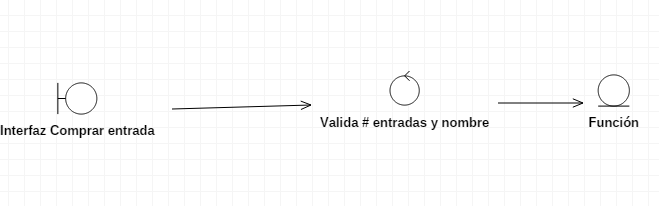 Interfaz Comprar entrada
Valida # entradas y nombre
Función